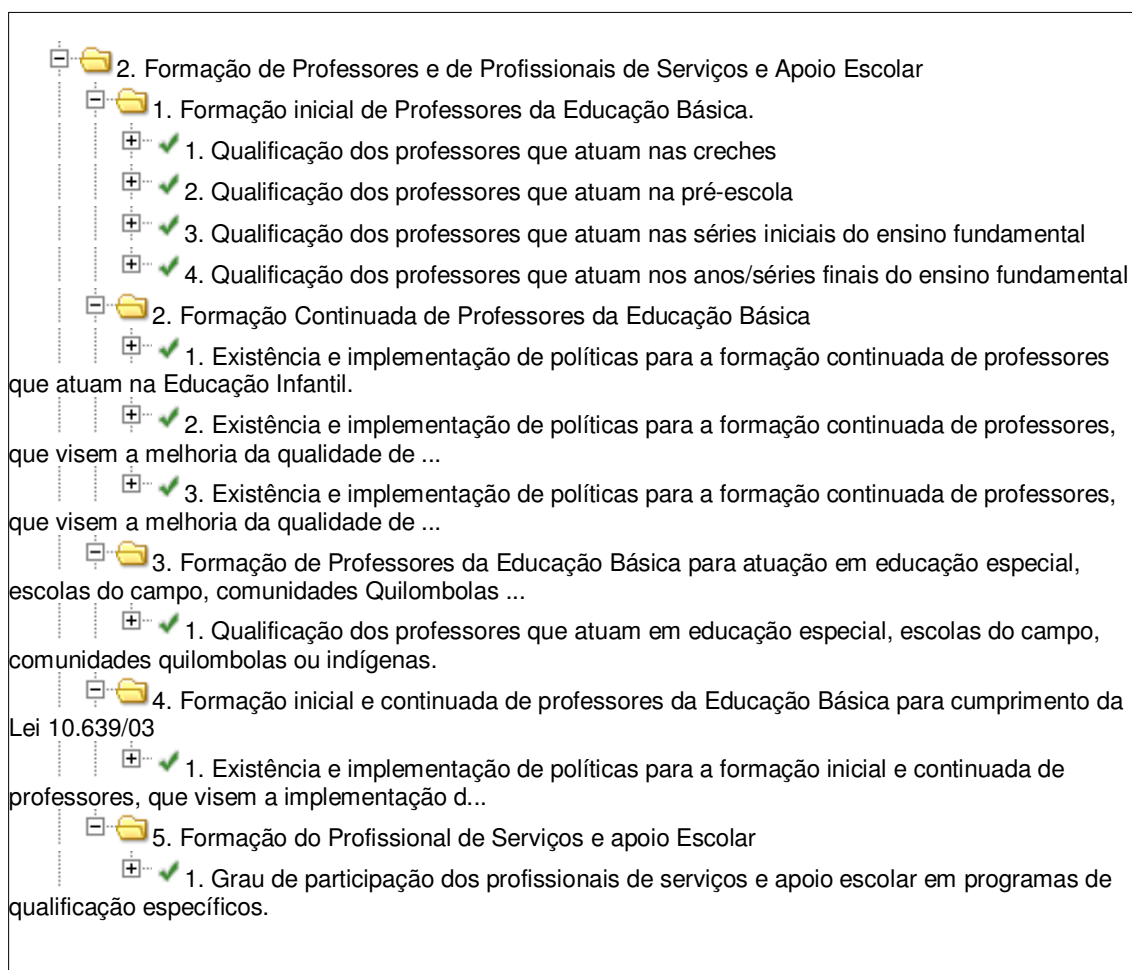 2. Formação de Professores e de Profissionais de Serviços e Apoio Escolar
1. Formação inicial de Professores da Educação Básica.
1. Qualificação dos professores que atuam nas creches
2. Qualificação dos professores que atuam na pré-escola
3. Qualificação dos professores que atuam nas séries iniciais do ensino fundamental
4. Qualificação dos professores que atuam nos anos/séries finais do ensino fundamental
2. Formação Continuada de Professores da Educação Básica
1. Existência e implementação de políticas para a formação continuada de professores
que atuam na Educação Infantil.
2. Existência e implementação de políticas para a formação continuada de professores,
que visem a melhoria da qualidade de ...
3. Existência e implementação de políticas para a formação continuada de professores,
que visem a melhoria da qualidade de ...
3. Formação de Professores da Educação Básica para atuação em educação especial,
escolas do campo, comunidades Quilombolas ...
1. Qualificação dos professores que atuam em educação especial, escolas do campo,
comunidades quilombolas ou indígenas.
4. Formação inicial e continuada de professores da Educação Básica para cumprimento da
Lei 10.639/03
1. Existência e implementação de políticas para a formação inicial e continuada de
professores, que visem a implementação d...
5. Formação do Profissional de Serviços e apoio Escolar
1. Grau de participação dos profissionais de serviços e apoio escolar em programas de
qualificação específicos.